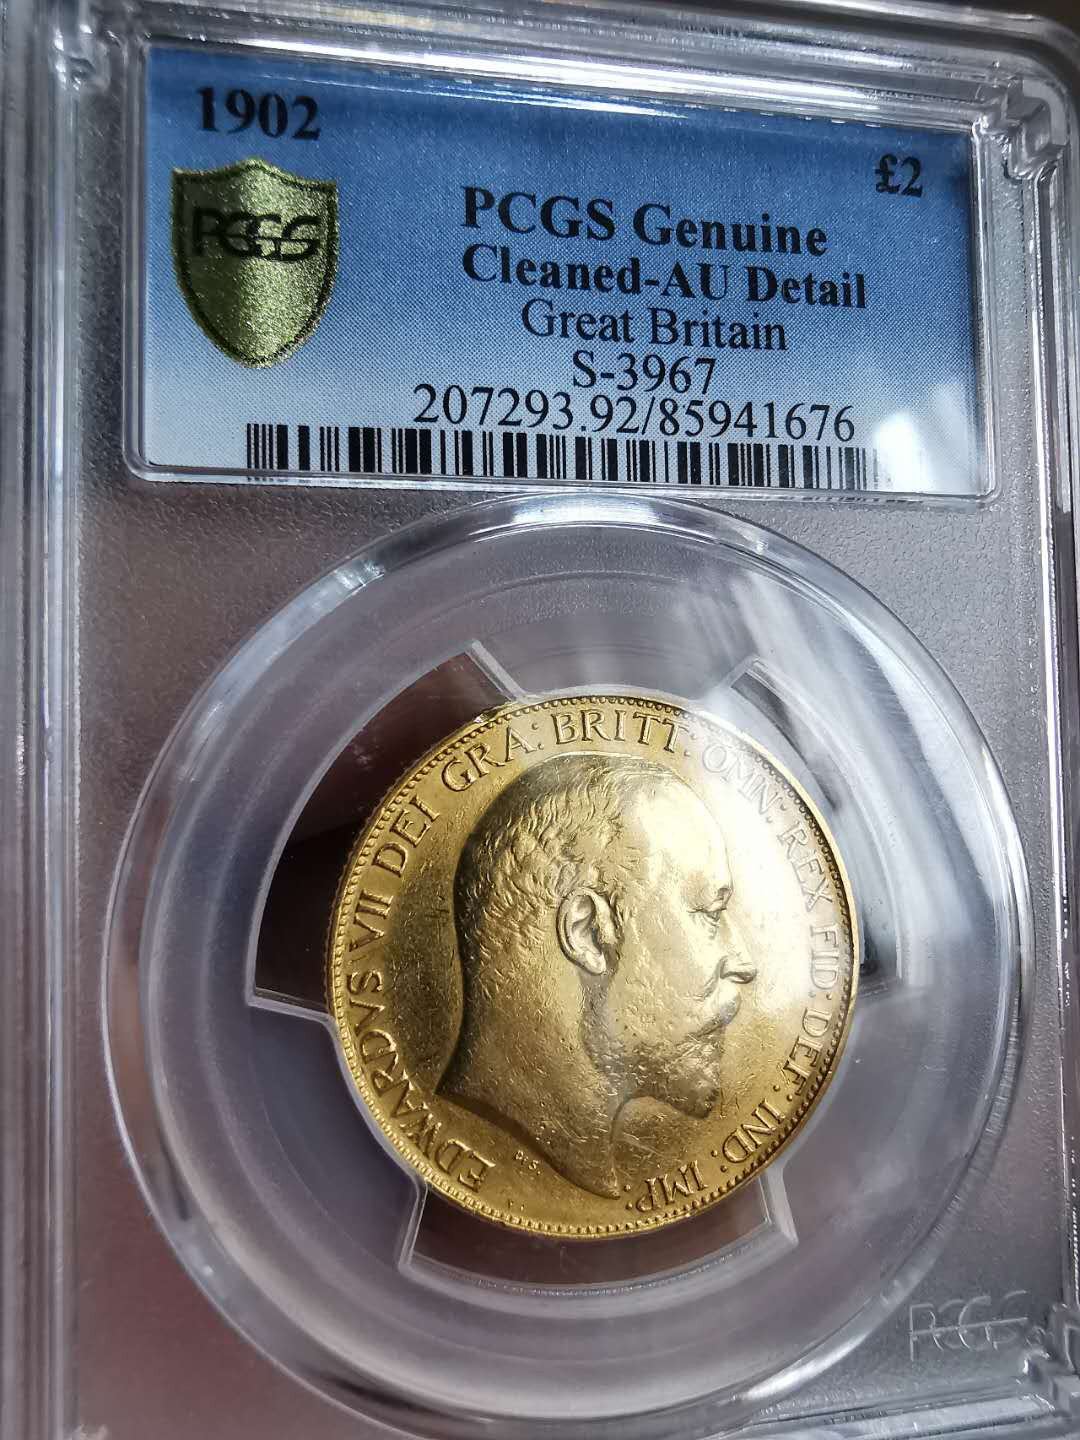 1902
£2
PCGS
PCGS Genuine
Cleaned-AU Detail
Great Britain
S-3967
207293.92/85941676
EDWARDVS VII DEI GRA: BRITT: OMN: REX FID: DEF: IND: IMP:
DES.
PCGS